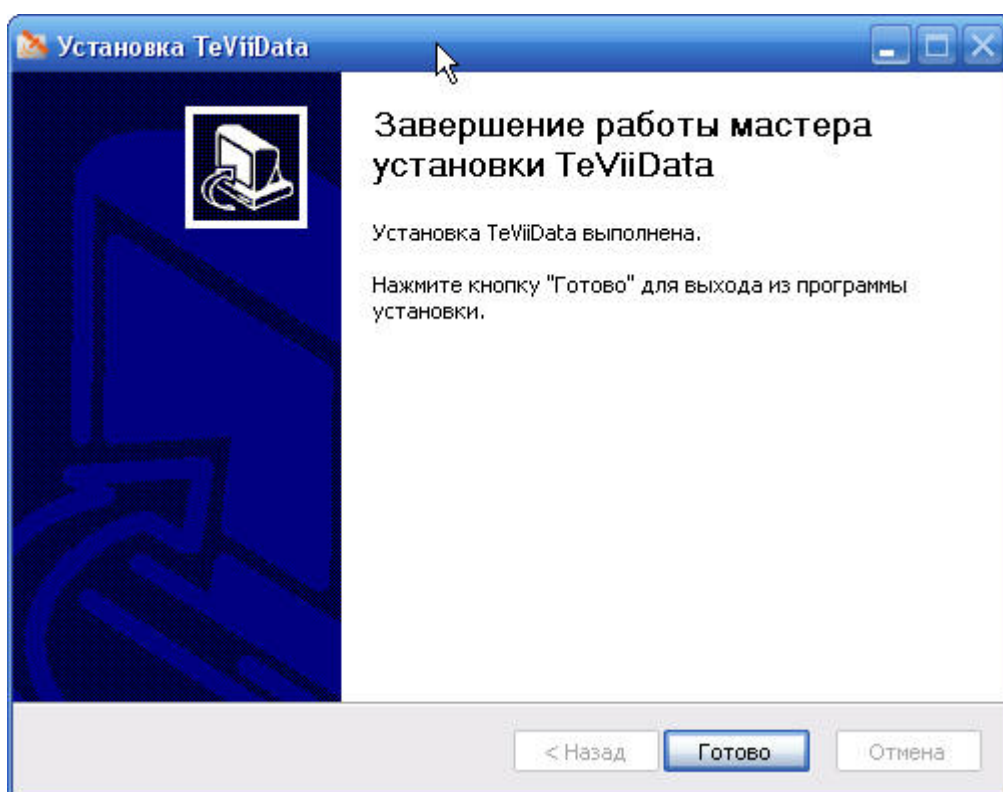 Установка TeViiData
Завершение работы мастера
установки TeViiData
Установка TeViiData выполнена.
Нажмите кнопку "Готово" для выхода из программы
установки.
< Назад
Готово
Отмена